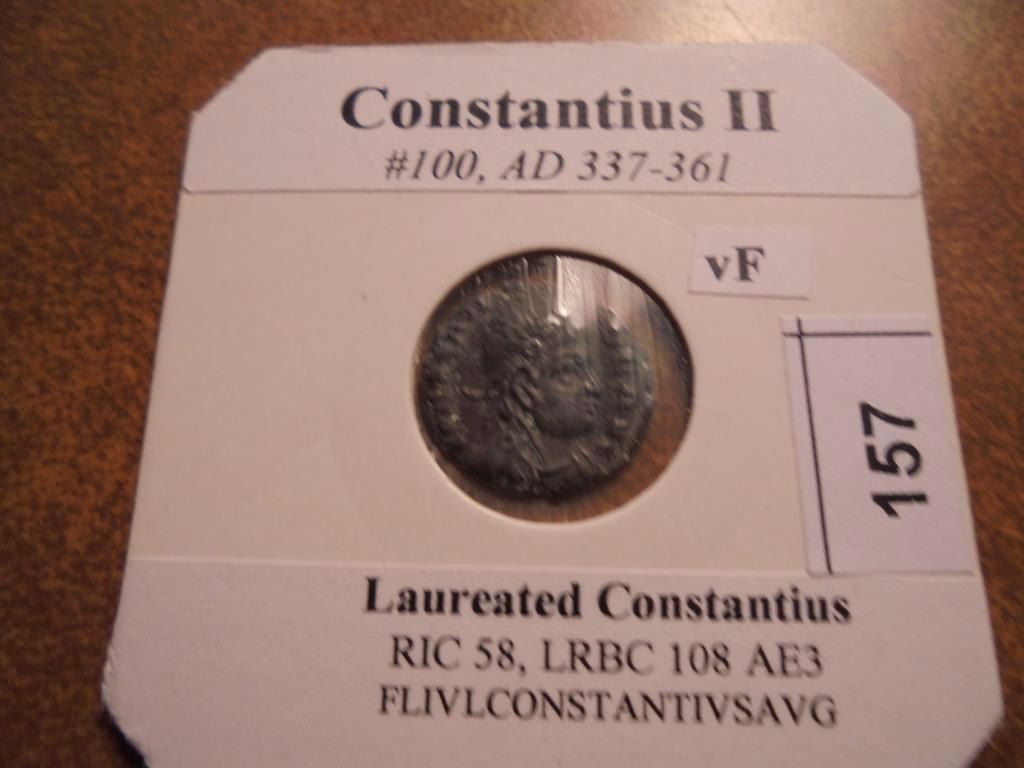 Constantius II
#100, AD 337-361
vF
157
Laureated Constantius
RIC 58, LRBC 108 AE3
FLIVLCONSTANTIVSAVG